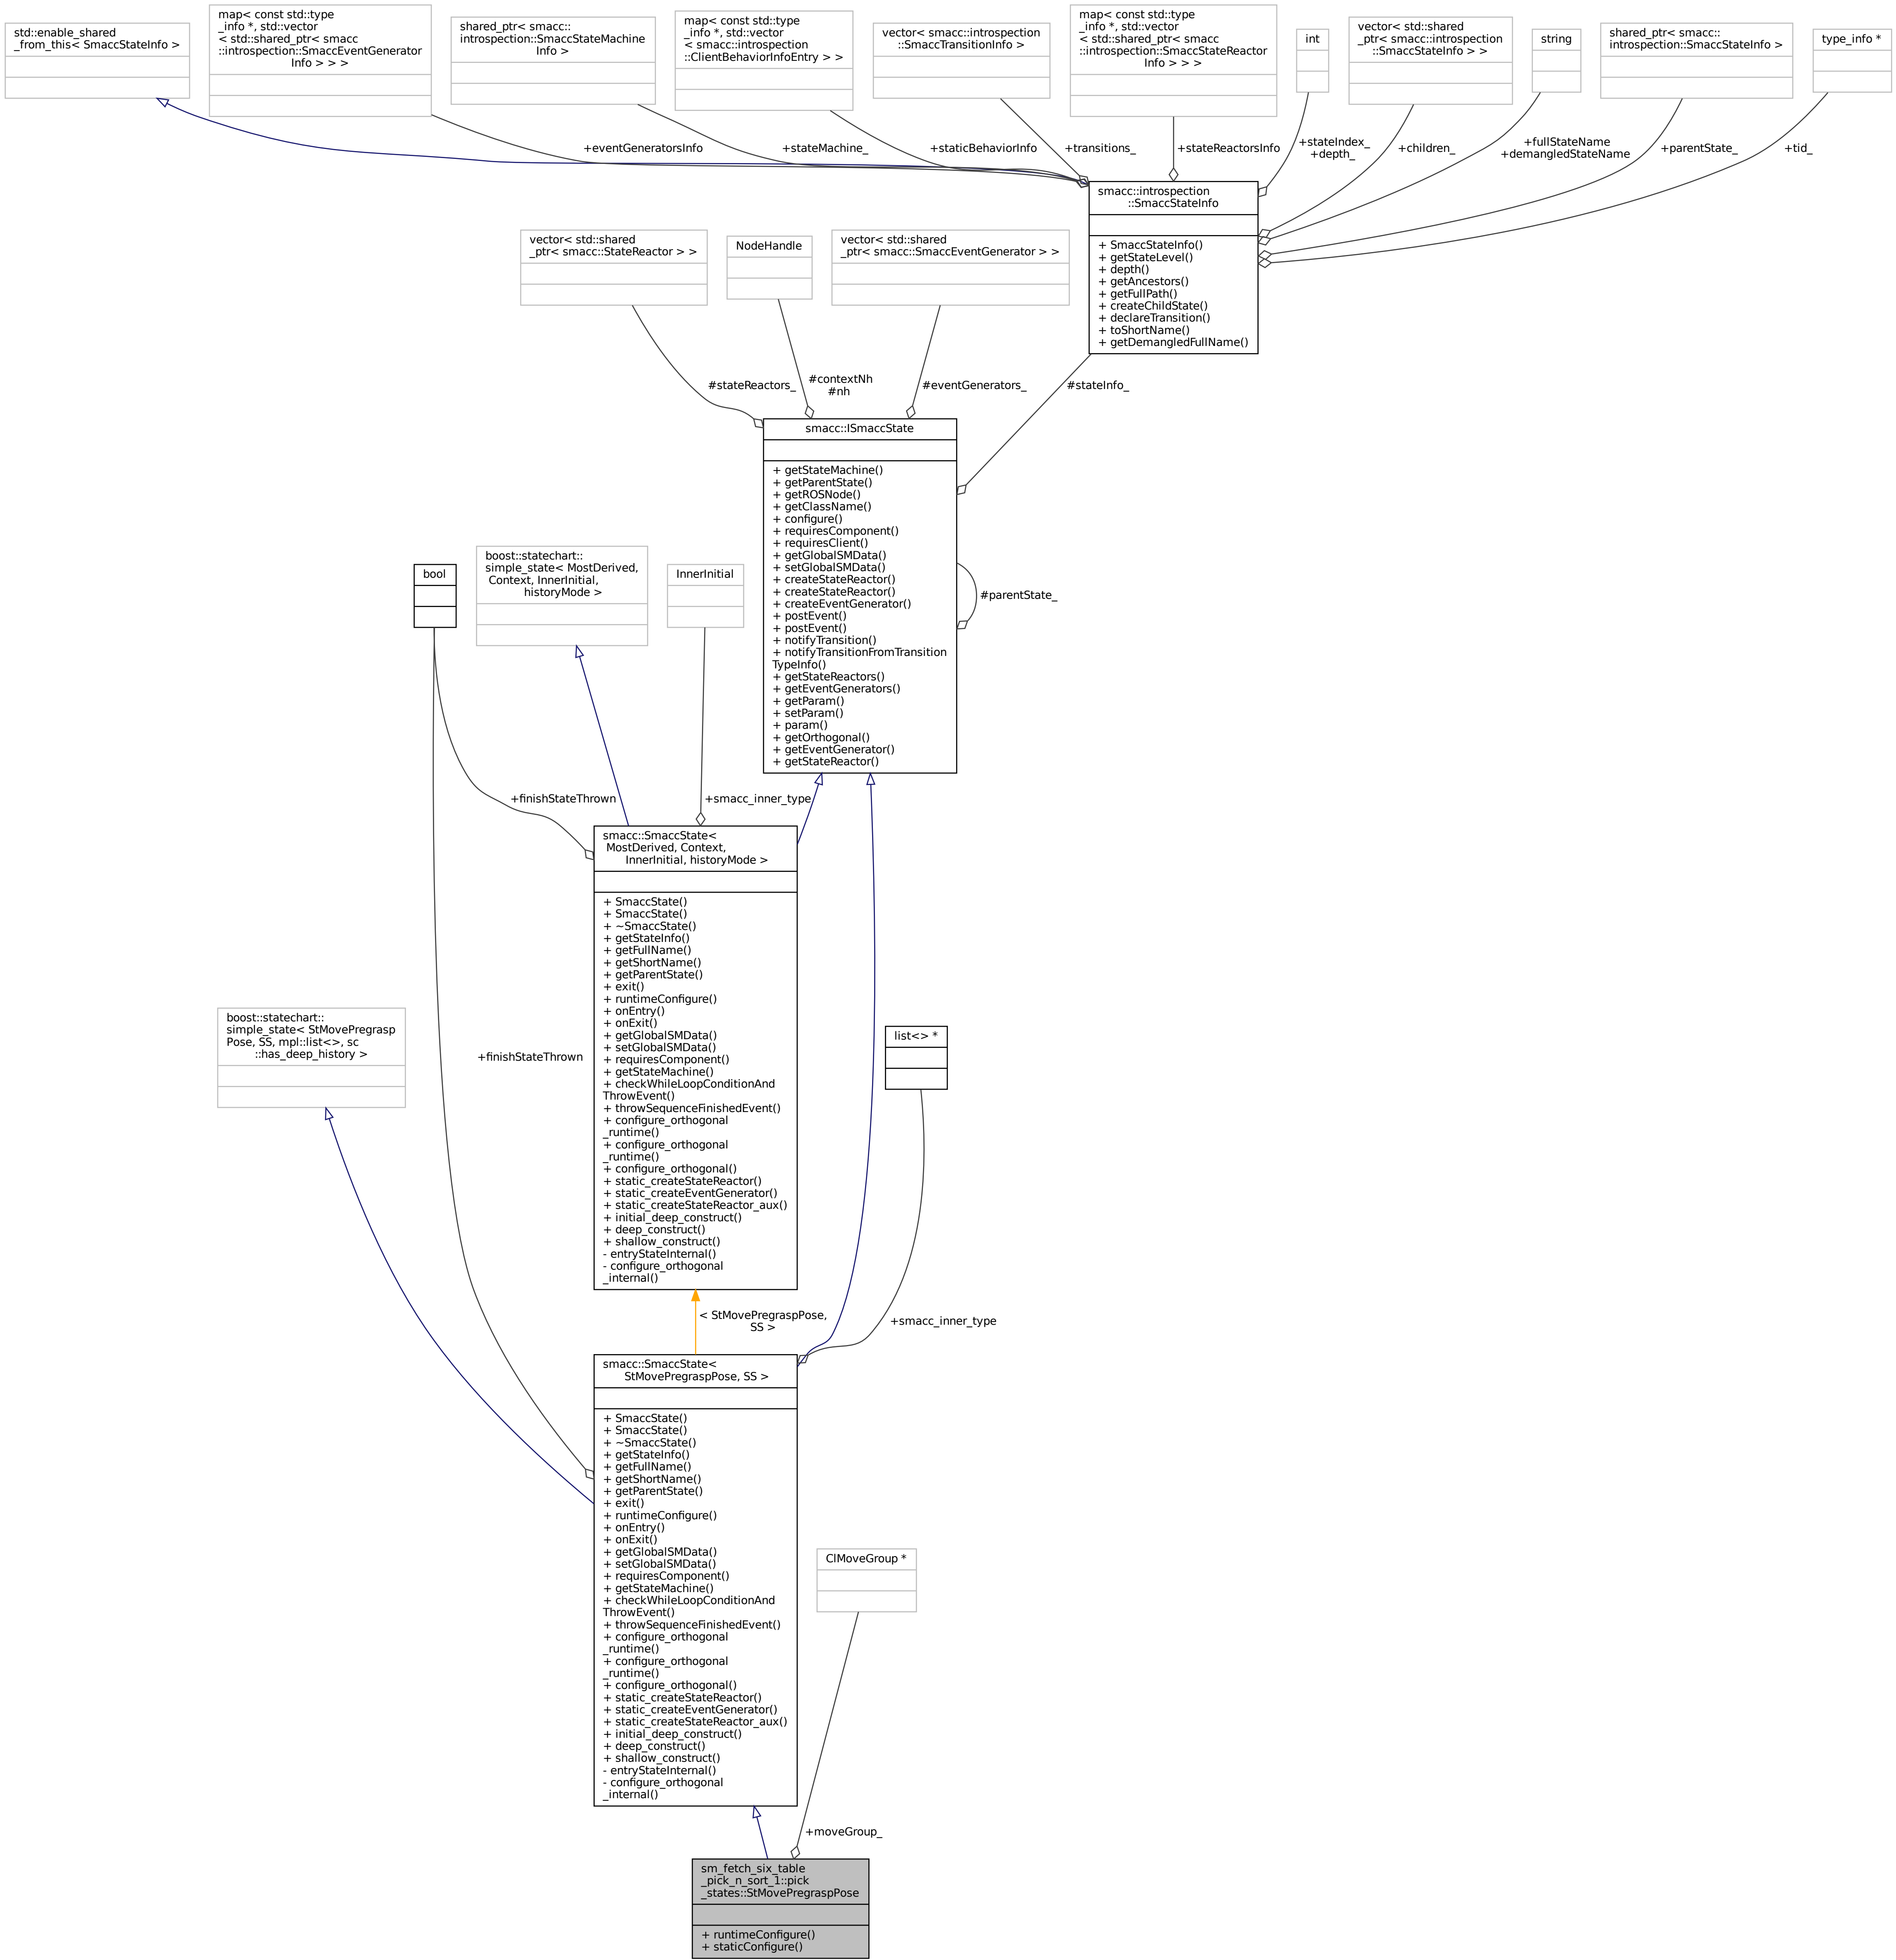 std::enable_shared
_from_this< SmaccStateInfo >
map< const std::type
_info *, std::vector
< std::shared_ptr< smacc
::introspection::SmaccEventGenerator
Info > > >
shared_ptr< smacc::
introspection::SmaccStateMachine
Info >
map< const std::type
_info *, std::vector
< smacc::introspection
::ClientBehaviorInfoEntry > >
vector< smacc::introspection
::SmaccTransitionInfo >
map< const std::type
_info *, std::vector
< std::shared_ptr< smacc
::introspection::SmaccStateReactor
Info > > >
int
vector< std::shared
_ptr< smacc::introspection
::SmaccStateInfo > >
string
shared_ptr< smacc::
introspection::SmaccStateInfo >
type_info *
+eventGeneratorsInfo
+stateMachine_
+staticBehaviorInfo
+transitions_
+stateReactorsInfo
+stateIndex_
+depth_
+children_
+fullStateName
+demangledStateName
+parentState_
+tid_
smacc::introspection
::SmaccStateInfo
+ SmaccStateInfo()
+ getStateLevel()
+ depth()
+ getAncestors()
+ getFullPath()
+ createChildState()
+ declareTransition()
+ toShortName()
+ getDemangledFullName()
vector< std::shared
_ptr< smacc::StateReactor > >
NodeHandle
vector< std::shared
_ptr< smacc::SmaccEventGenerator > >
#stateReactors_
#contextNh
#nh
#eventGenerators_
#stateInfo_
smacc::ISmaccState
+ getStateMachine()
+ getParentState()
+ getROSNode()
+ getClassName()
+ configure()
+ requiresComponent()
+ requiresClient()
+ getGlobalSMData()
+ setGlobalSMData()
+ createStateReactor()
+ createStateReactor()
+ createEventGenerator()
+ postEvent()
+ postEvent()
+ notifyTransition()
+ notifyTransitionFromTransition
TypeInfo()
+ getStateReactors()
+ getEventGenerators()
+ getParam()
+ setParam()
+ param()
+ getOrthogonal()
+ getEventGenerator()
+ getStateReactor()
#parentState_
bool
boost::statechart::
simple_state< MostDerived,
Context, InnerInitial,
historyMode >
InnerInitial
+finishStateThrown
+smacc_inner_type
smacc::SmaccState<
MostDerived, Context,
InnerInitial, historyMode >
+ SmaccState()
+ SmaccState()
+ ~SmaccState()
+ getStateInfo()
+ getFullName()
+ getShortName()
+ getParentState()
+ exit()
+ runtimeConfigure()
+ onEntry()
+ onExit()
+ getGlobalSMData()
+ setGlobalSMData()
+ requiresComponent()
+ getStateMachine()
+ checkWhileLoopConditionAnd
ThrowEvent()
+ throwSequenceFinishedEvent()
+ configure_orthogonal
_runtime()
+ configure_orthogonal
_runtime()
+ configure_orthogonal()
+ static_createStateReactor()
+ static_createEventGenerator()
+ static_createStateReactor_aux()
+ initial_deep_construct()
+ deep_construct()
+ shallow_construct()
- entryStateInternal()
- configure_orthogonal
_internal()
boost::statechart::
simple_state< StMovePregrasp
Pose, SS, mpl::list<>, sc
::has_deep_history >
+finishStateThrown
list<> *
< StMovePregraspPose,
SS >
+smacc_inner_type
smacc::SmaccState<
StMovePregraspPose, SS >
+ SmaccState()
+ SmaccState()
+ ~SmaccState()
+ getStateInfo()
+ getFullName()
+ getShortName()
+ getParentState()
+ exit()
+ runtimeConfigure()
+ onEntry()
+ onExit()
+ getGlobalSMData()
+ setGlobalSMData()
+ requiresComponent()
+ getStateMachine()
+ checkWhileLoopConditionAnd
ThrowEvent()
+ throwSequenceFinishedEvent()
+ configure_orthogonal
_runtime()
+ configure_orthogonal
_runtime()
+ configure_orthogonal()
+ static_createStateReactor()
+ static_createEventGenerator()
+ static_createStateReactor_aux()
+ initial_deep_construct()
+ deep_construct()
+ shallow_construct()
- entryStateInternal()
- configure_orthogonal
_internal()
ClMoveGroup *
+moveGroup_
sm_fetch_six_table
_pick_n_sort_1::pick
_states::StMovePregraspPose
+ runtimeConfigure()
+ staticConfigure()